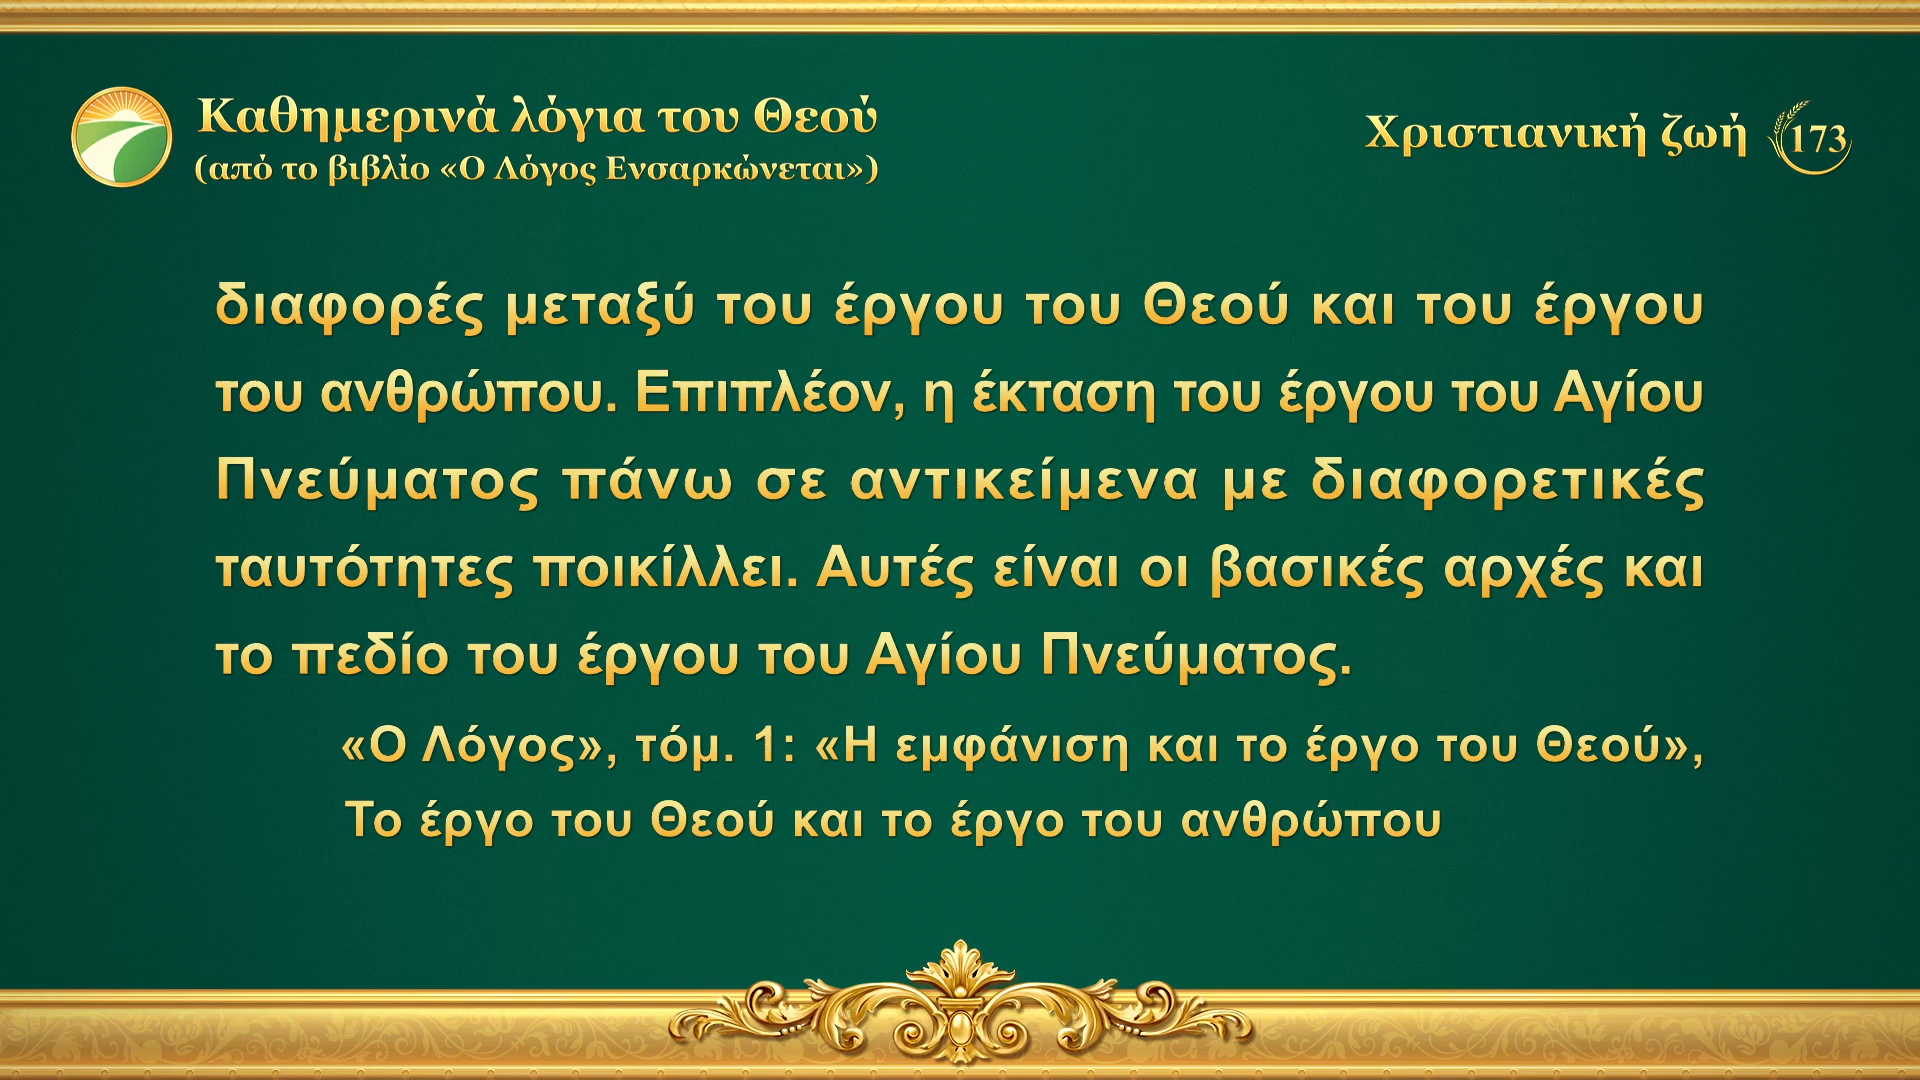 Καθημερινά λόγια του Θεού
(από το βιβλίο «Ο Λόγος Ενσαρκώνεται»)
Χριστιανική ζωή 173
διαφορές μεταξύ του έργου του Θεού και του έργου
του ανθρώπου. Επιπλέον, η έκταση του έργου του Αγίου
Πνεύματος πάνω σε αντικείμενα με διαφορετικές
ταυτότητες ποικίλλει. Αυτές είναι οι βασικές αρχές και
το πεδίο του έργου του Αγίου Πνεύματος.
«Ο Λόγος», τόμ. 1: «Η εμφάνιση και το έργο του Θεού»,
Το έργο του Θεού και το έργο του ανθρώπου